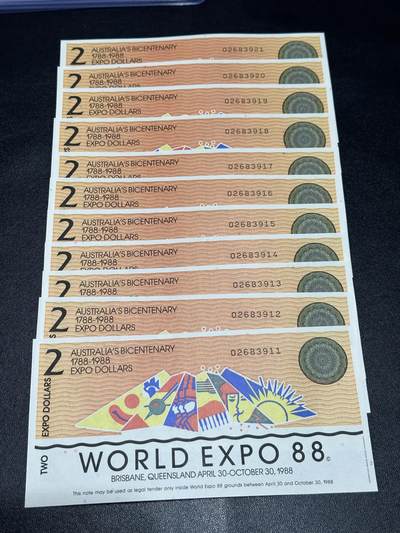 2 AUSTRALIA'S BICENTENARY 02683921
1788-1988
EXPO DOLLARS
2 AUSTRALIA'S BICENTENARY 02683920
1788-1988
EXPO DOLLARS
2 AUSTRALIA'S BICENTENARY 02683919
1788-1988
EXPO DOLLARS
2 AUSTRALIA'S BICENTENARY 02683918
1788-1988
EXPO DOLLARS
2 AUSTRALIA'S BICENTENARY 02683917
1788-1988
EXPO DOLLARS
2 AUSTRALIA'S BICENTENARY 02683916
1788-1988
EXPO DOLLARS
2 AUSTRALIA'S BICENTENARY 02683915
1788-1988
EXPO DOLLARS
2 AUSTRALIA'S BICENTENARY 02683914
1788-1988
EXPO DOLLARS
2 AUSTRALIA'S BICENTENARY 02683913
1788-1988
EXPO DOLLARS
2 AUSTRALIA'S BICENTENARY 02683912
1788-1988
EXPO DOLLARS
2 AUSTRALIA'S BICENTENARY 02683911
1788-1988
EXPO DOLLARS
TWO EXPO DOLLARS
WORLD EXPO 88 ©
BRISBANE, QUEENSLAND APRIL 30-OCTOBER 30, 1988
This note may be used as legal tender only inside World Expo 88 grounds between April 30 and October 30, 1988